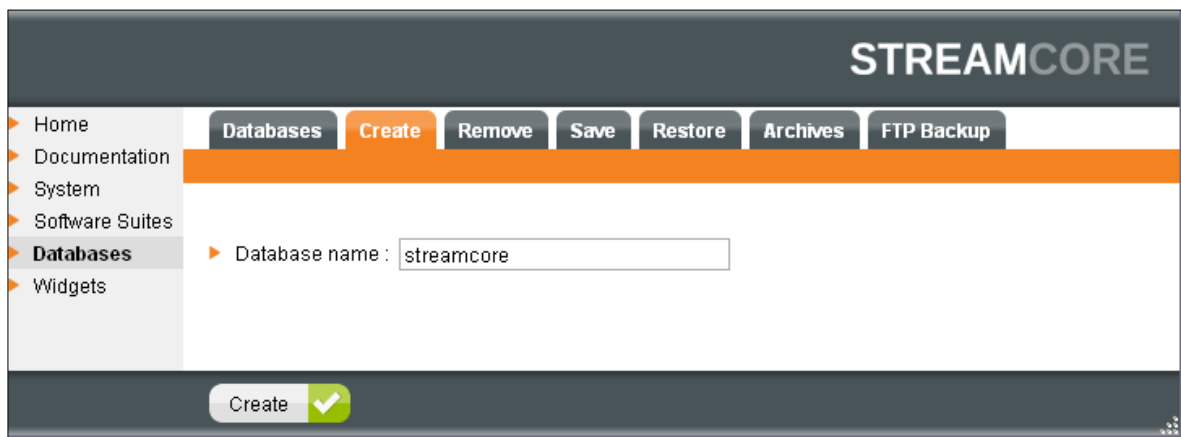 STREAMCORE
Home
Documentation
System
Software Suites
Databases
Widgets
Databases Create Remove Save Restore Archives FTP Backup
Database name : streamcore
Create